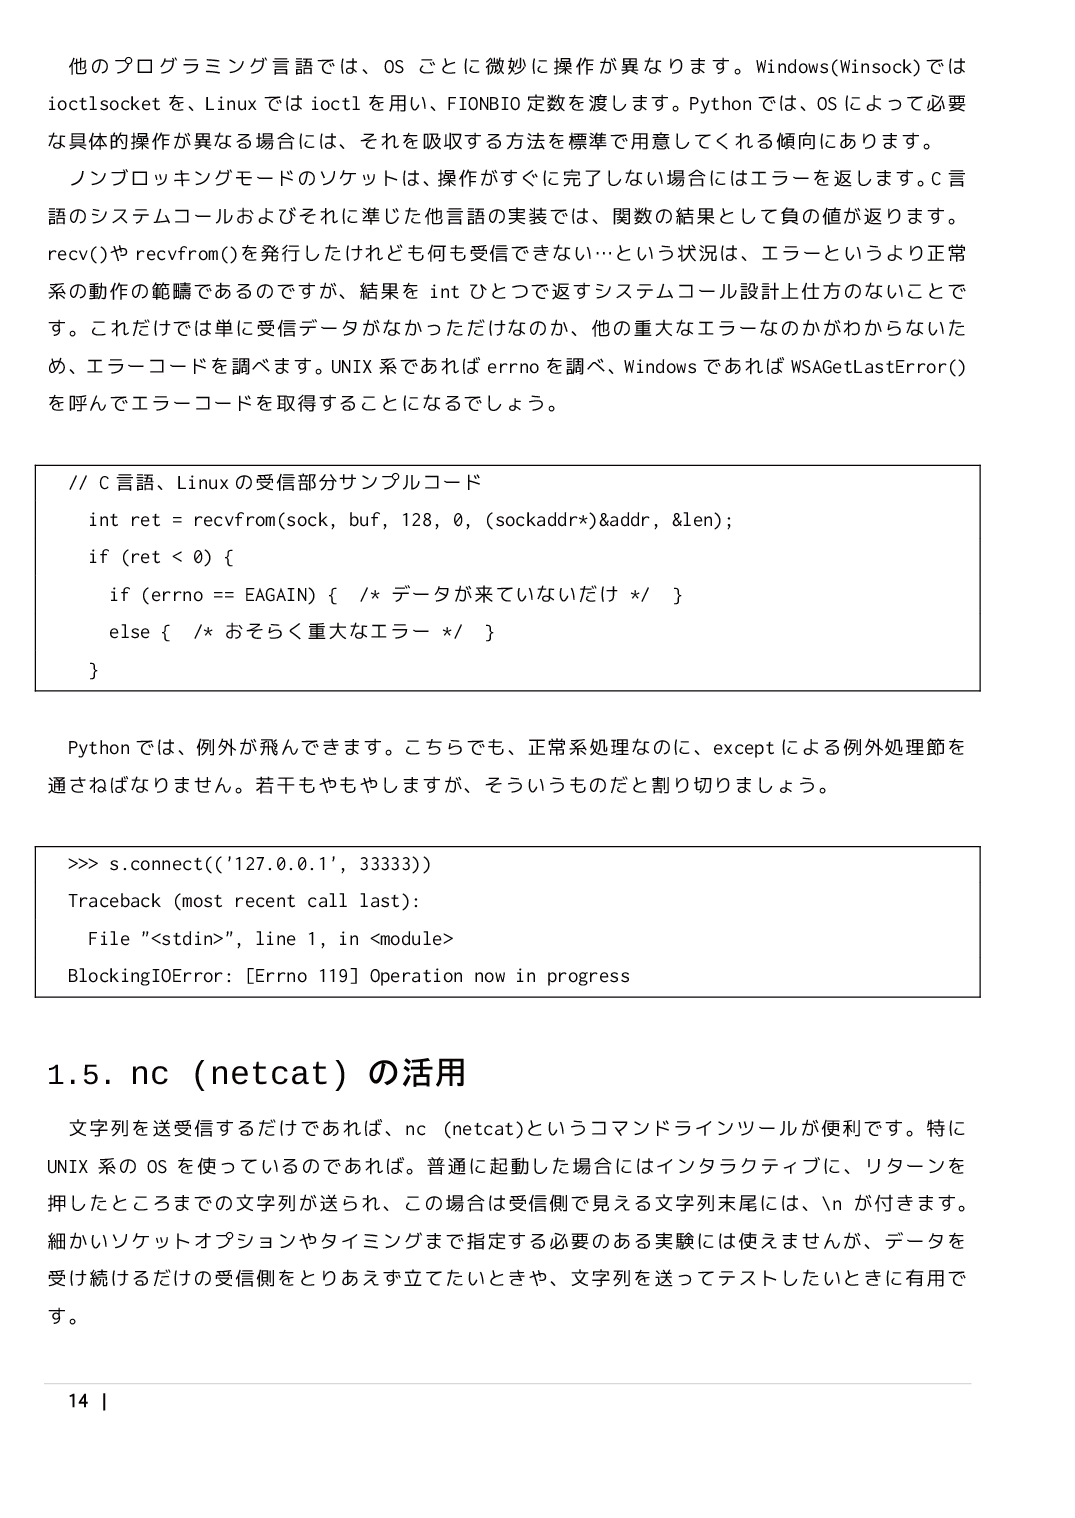 他のプログラミング言語では、OS ごとに微妙に操作が異なります。Windows(Winsock)では
ioctlsocket を、Linux では ioctl を用い、FIONBIO 定数を渡します。Python では、OS によって必要
な具体的操作が異なる場合には、それを吸収する方法を標準で用意してくれる傾向にあります。
ノンブロッキングモードのソケットは、操作がすぐに完了しない場合にはエラーを返します。C 言
語のシステムコールおよびそれに準じた他言語の実装では、関数の結果として負の値が返ります。
recv()や recvfrom()を発行したけれども何も受信できない…という状況は、エラーというより正常
系の動作の範疇であるのですが、結果を int ひとつで返すシステムコール設計上仕方のないことで
す。これだけでは単に受信データがなかっただけなのか、他の重大なエラーなのかがわからないた
め、エラーコードを調べます。UNIX 系であれば errno を調べ、Windows であれば WSAGetLastError()
を呼んでエラーコードを取得することになるでしょう。
// C 言語、Linux の受信部分サンプルコード
int ret = recvfrom(sock, buf, 128, 0, (sockaddr*)&addr, &len);
if (ret < 0) {
if (errno == EAGAIN) {  /* データが来ていないだけ */  }
else {  /* おそらく重大なエラー */  }
}
Python では、例外が飛んできます。こちらでも、正常系処理なのに、except による例外処理節を
通さねばなりません。若干もやもやしますが、そういうものだと割り切りましょう。
>>> s.connect(('127.0.0.1', 33333))
Traceback (most recent call last):
File "<stdin>", line 1, in <module>
BlockingIOError: [Errno 119] Operation now in progress
1.5. nc (netcat) の活用
文字列を送受信するだけであれば、nc (netcat)というコマンドラインツールが便利です。特に
UNIX 系の OS を使っているのであれば。普通に起動した場合にはインタラクティブに、リターンを
押したところまでの文字列が送られ、この場合は受信側で見える文字列末尾には、\n が付きます。
細かいソケットオプションやタイミングまで指定する必要のある実験には使えませんが、データを
受け続けるだけの受信側をとりあえず立てたいときや、文字列を送ってテストしたいときに有用で
す。
14 |